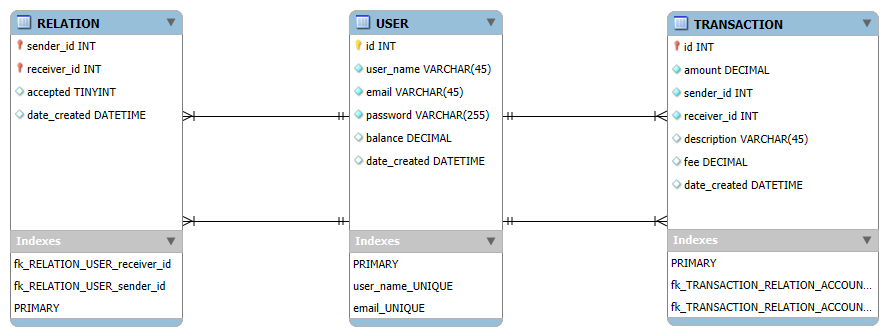 RELATION
sender_id INT
receiver_id INT
accepted TINYINT
date_created DATETIME
Indexes
fk_RELATION_USER_receiver_id
fk_RELATION_USER_sender_id
PRIMARY
USER
id INT
user_name VARCHAR(45)
email VARCHAR(45)
password VARCHAR(255)
balance DECIMAL
date_created DATETIME
Indexes
PRIMARY
user_name_UNIQUE
email_UNIQUE
TRANSACTION
id INT
amount DECIMAL
sender_id INT
receiver_id INT
description VARCHAR(45)
fee DECIMAL
date_created DATETIME
Indexes
PRIMARY
fk_TRANSACTION_RELATION_ACCOUN...
fk_TRANSACTION_RELATION_ACCOUN...